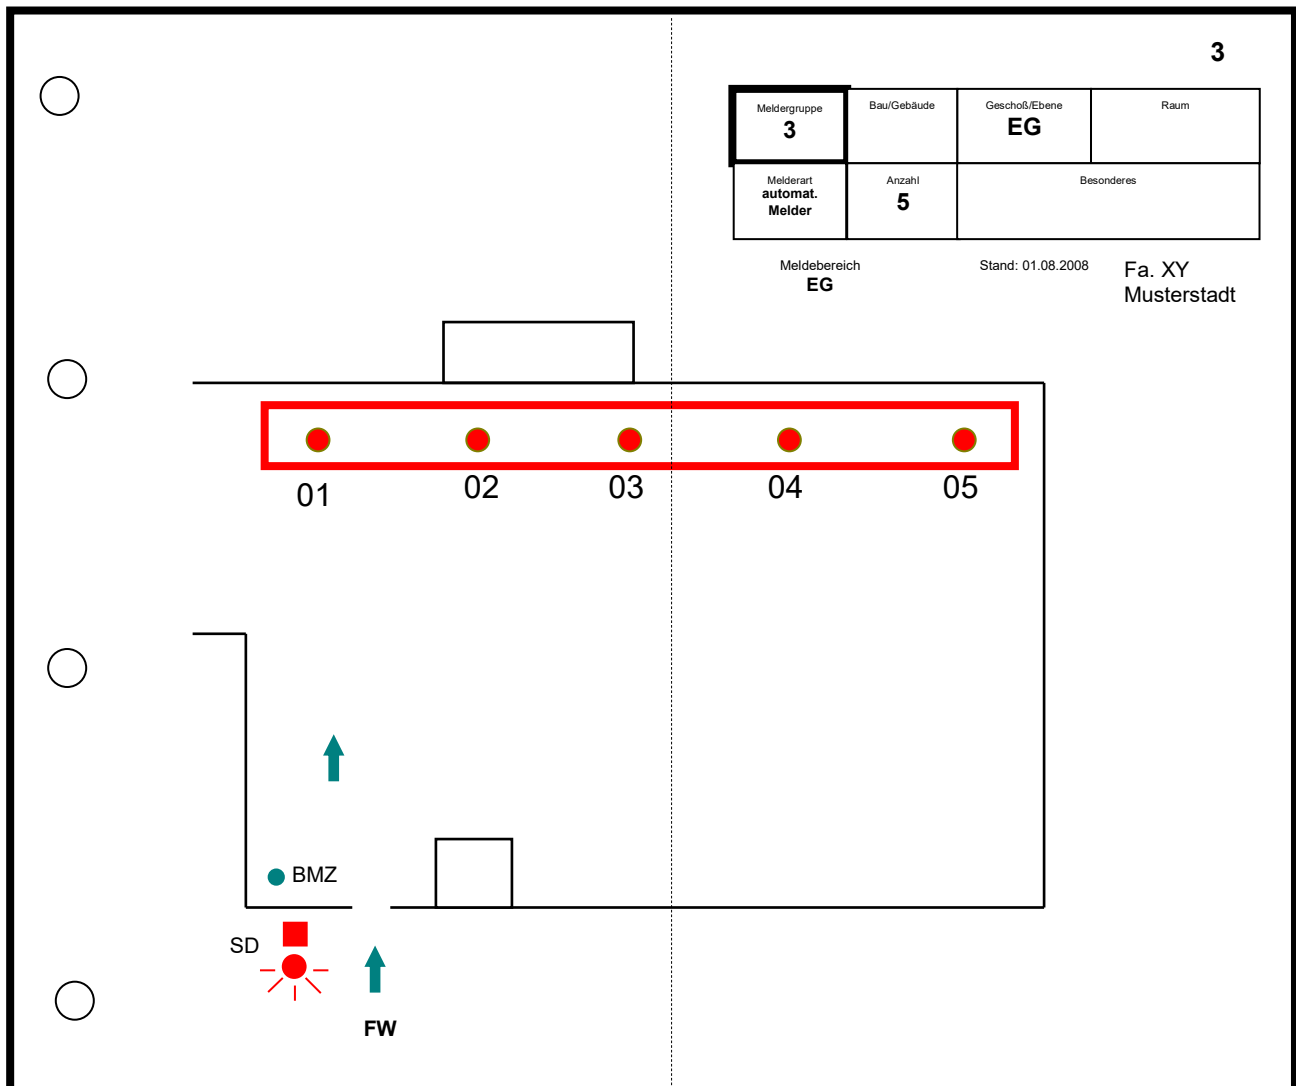 3
Meldergruppe
3
Bau/Gebäude
Geschoß/Ebene
EG
Raum
Melderart
automat.
Melder
Anzahl
5
Besonderes
Meldebereich
EG
Stand: 01.08.2008
Fa. XY
Musterstadt
01
02
03
04
05
BMZ
SD
FW